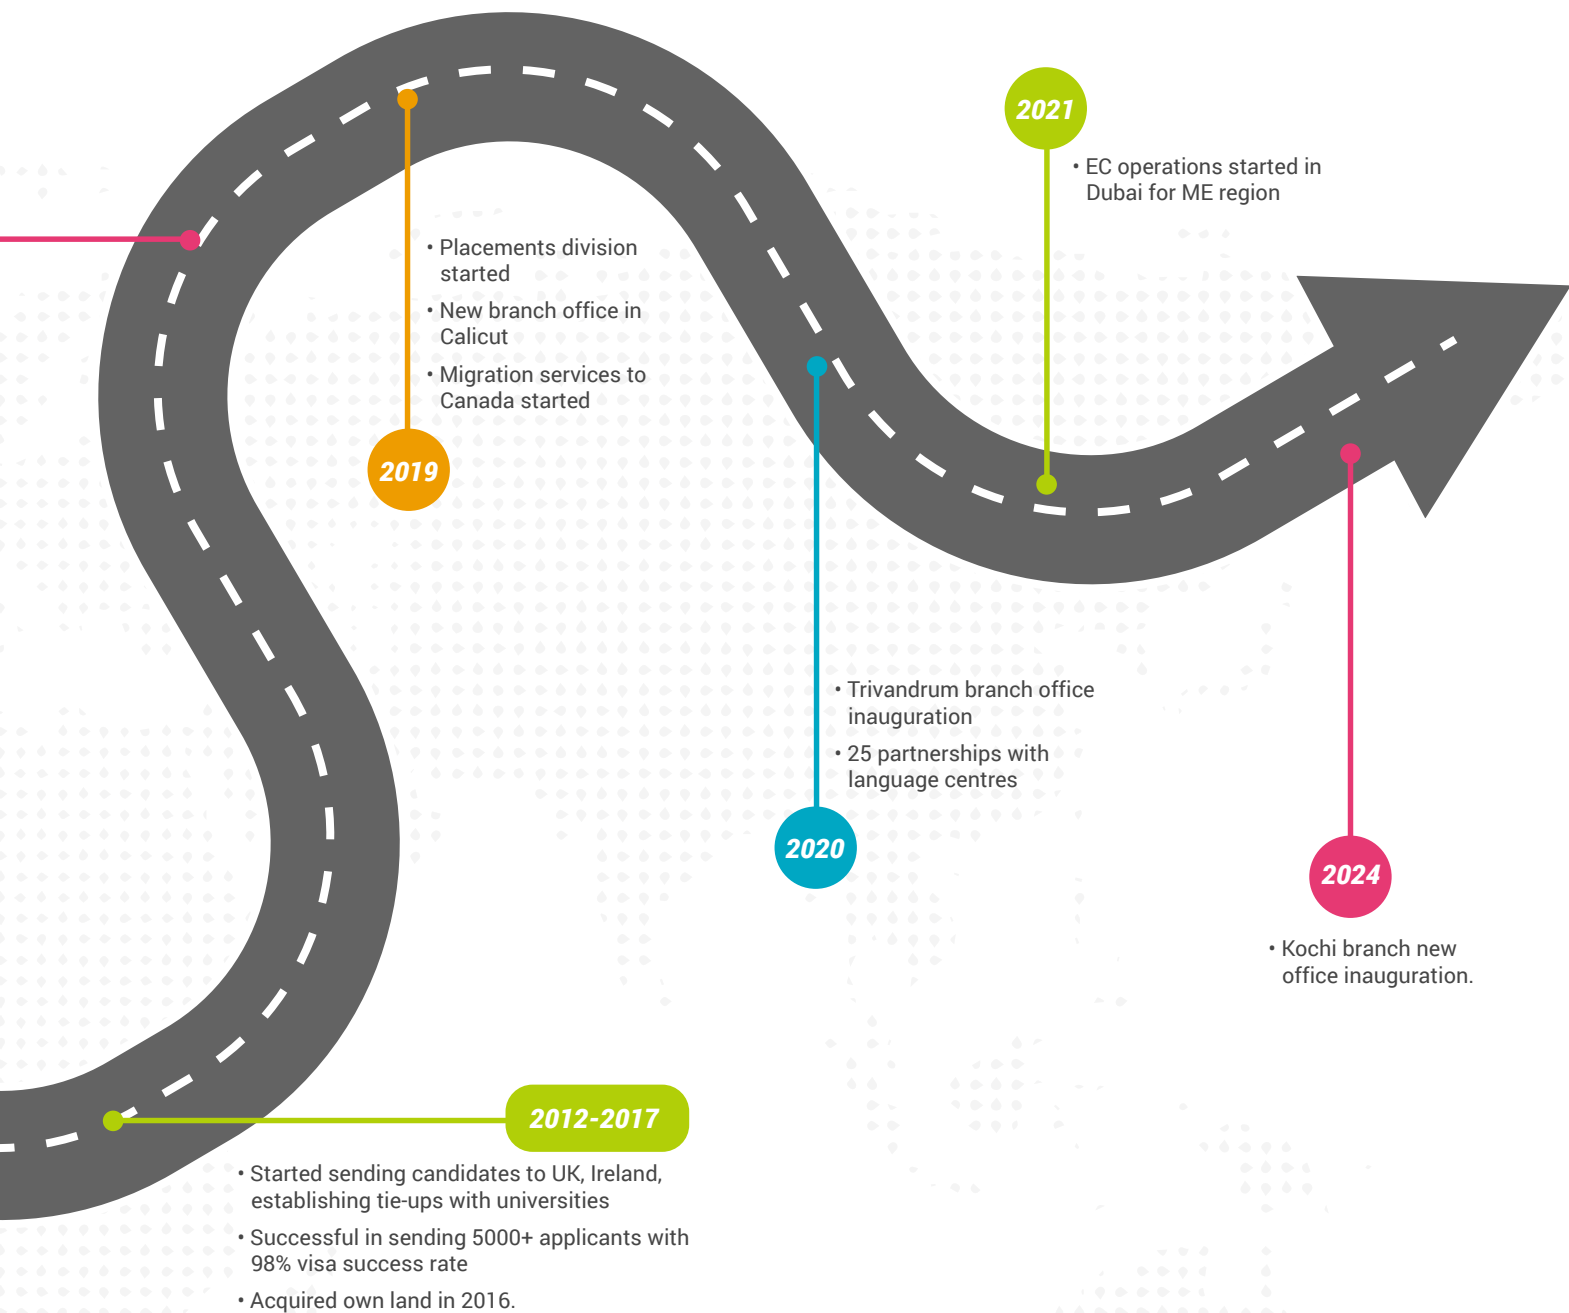 2021
• EC operations started in
Dubai for ME region
• Placements division
started
• New branch office in
Calicut
• Migration services to
Canada started
2019
• Trivandrum branch office
inauguration
• 25 partnerships with
language centres
2020
2024
• Kochi branch new
office inauguration.
2012-2017
• Started sending candidates to UK, Ireland,
establishing tie-ups with universities
• Successful in sending 5000+ applicants with
98% visa success rate
• Acquired own land in 2016.